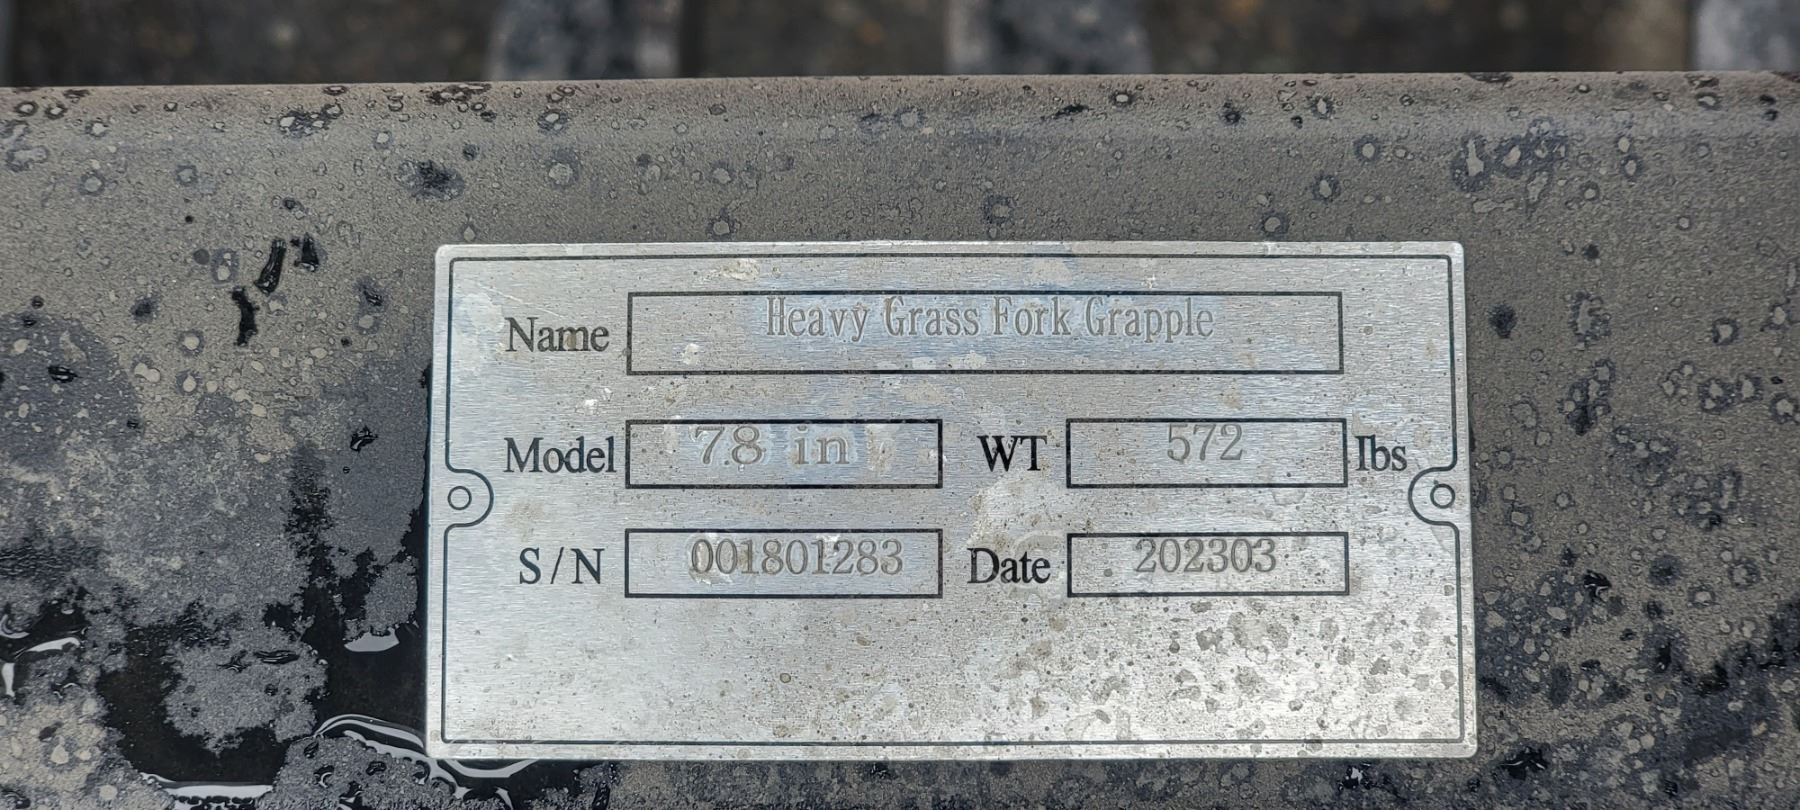 Name Heavy Grass Fork Grapple
Model 78 in WT 572 lbs
S/N 001801283 Date 202303